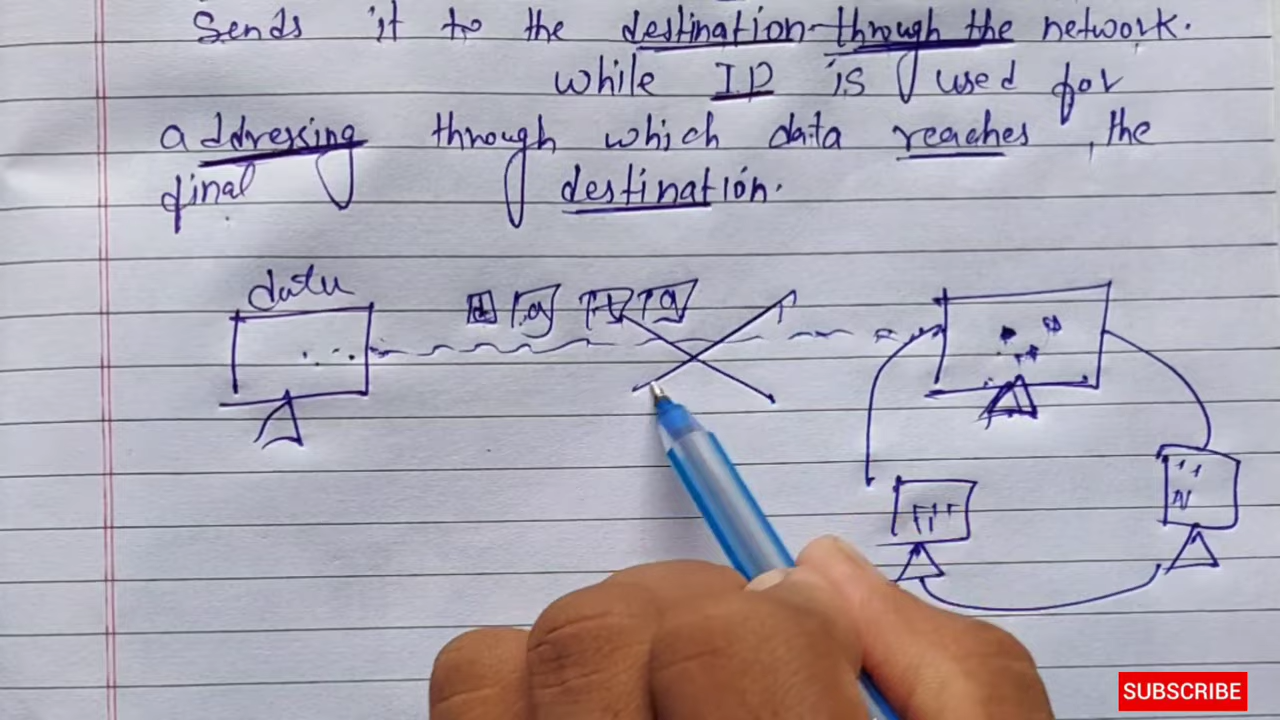 Sends it to the destination through the network.
while IP is used for
addressing through which data reaches the
final destination.
data
SUBSCRIBE